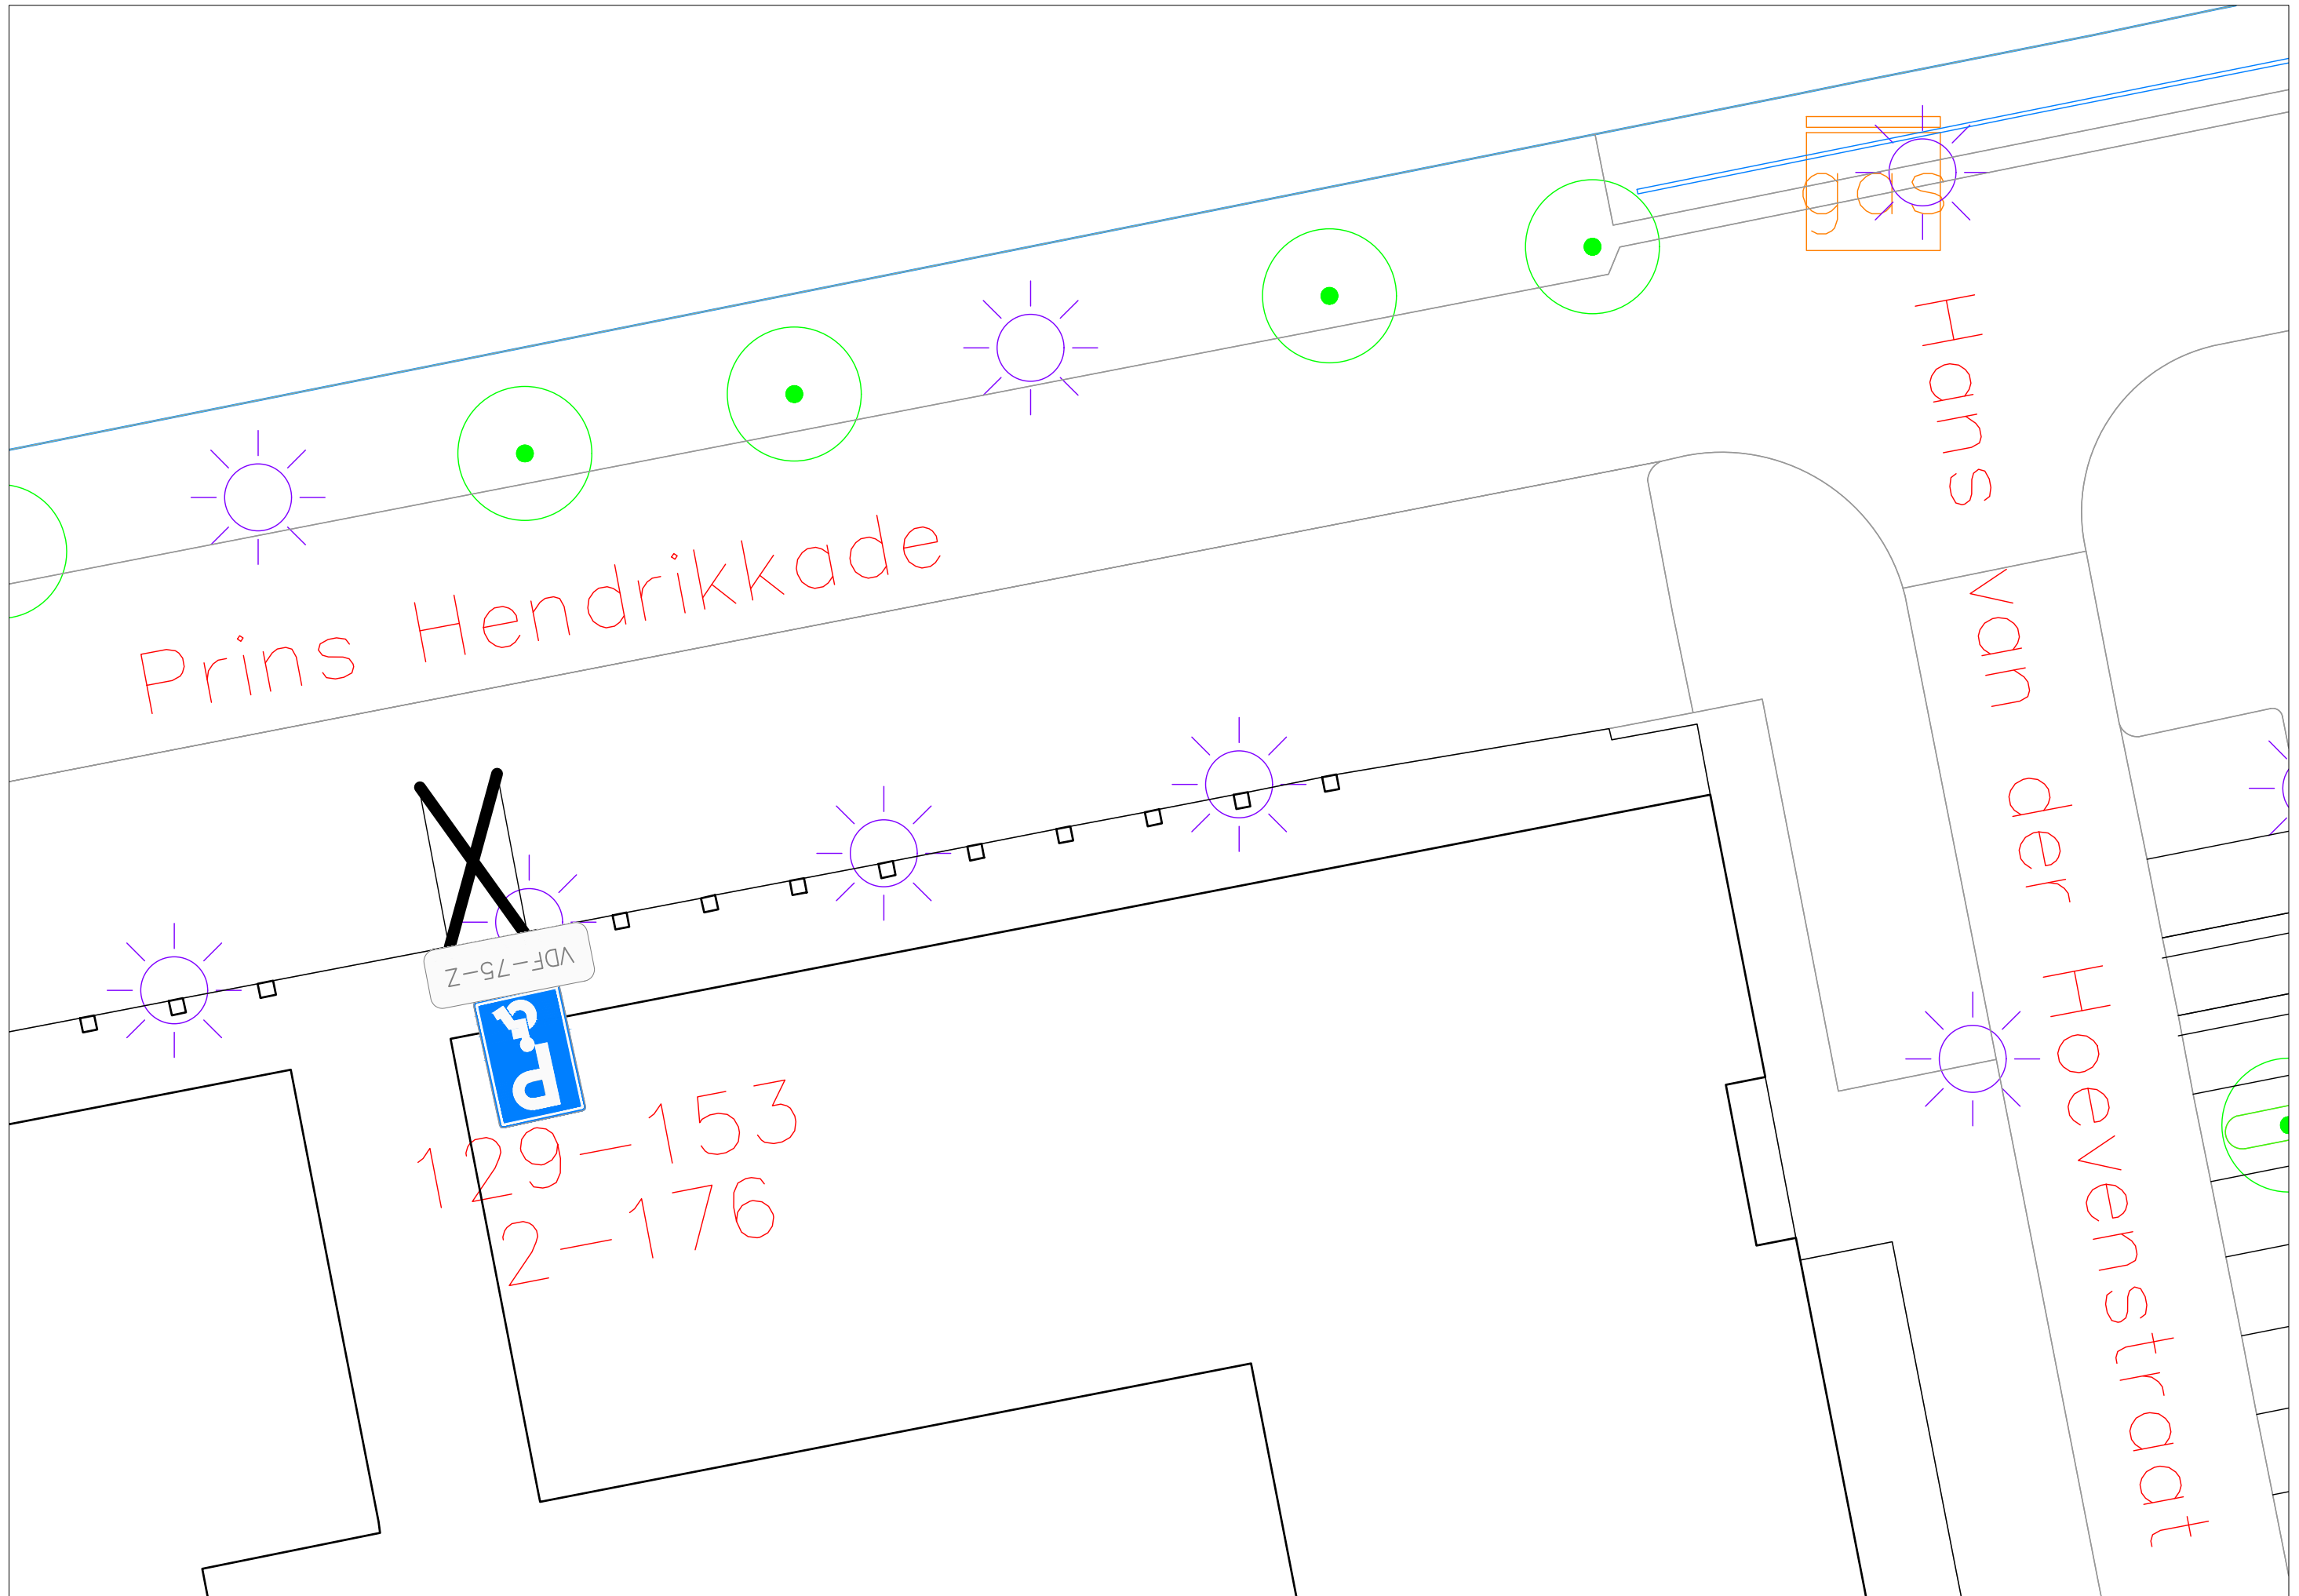 gas
Prins Hendrikkade
Hans van der Hoevenstraat
VDF-75-Z
P
129-153
2-176